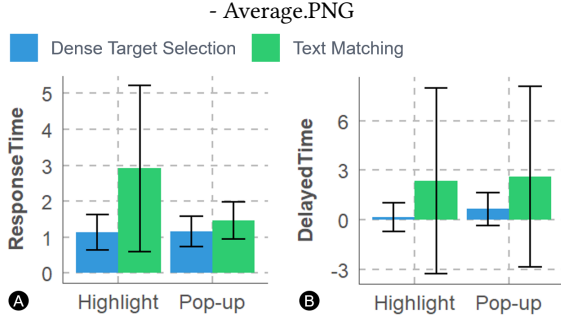 - Average.PNG
Dense Target Selection Text Matching
ResponseTime
5
4
3
2
1
0
Highlight Pop-up
A
DelayedTime
6
3
0
-3
Highlight Pop-up
B